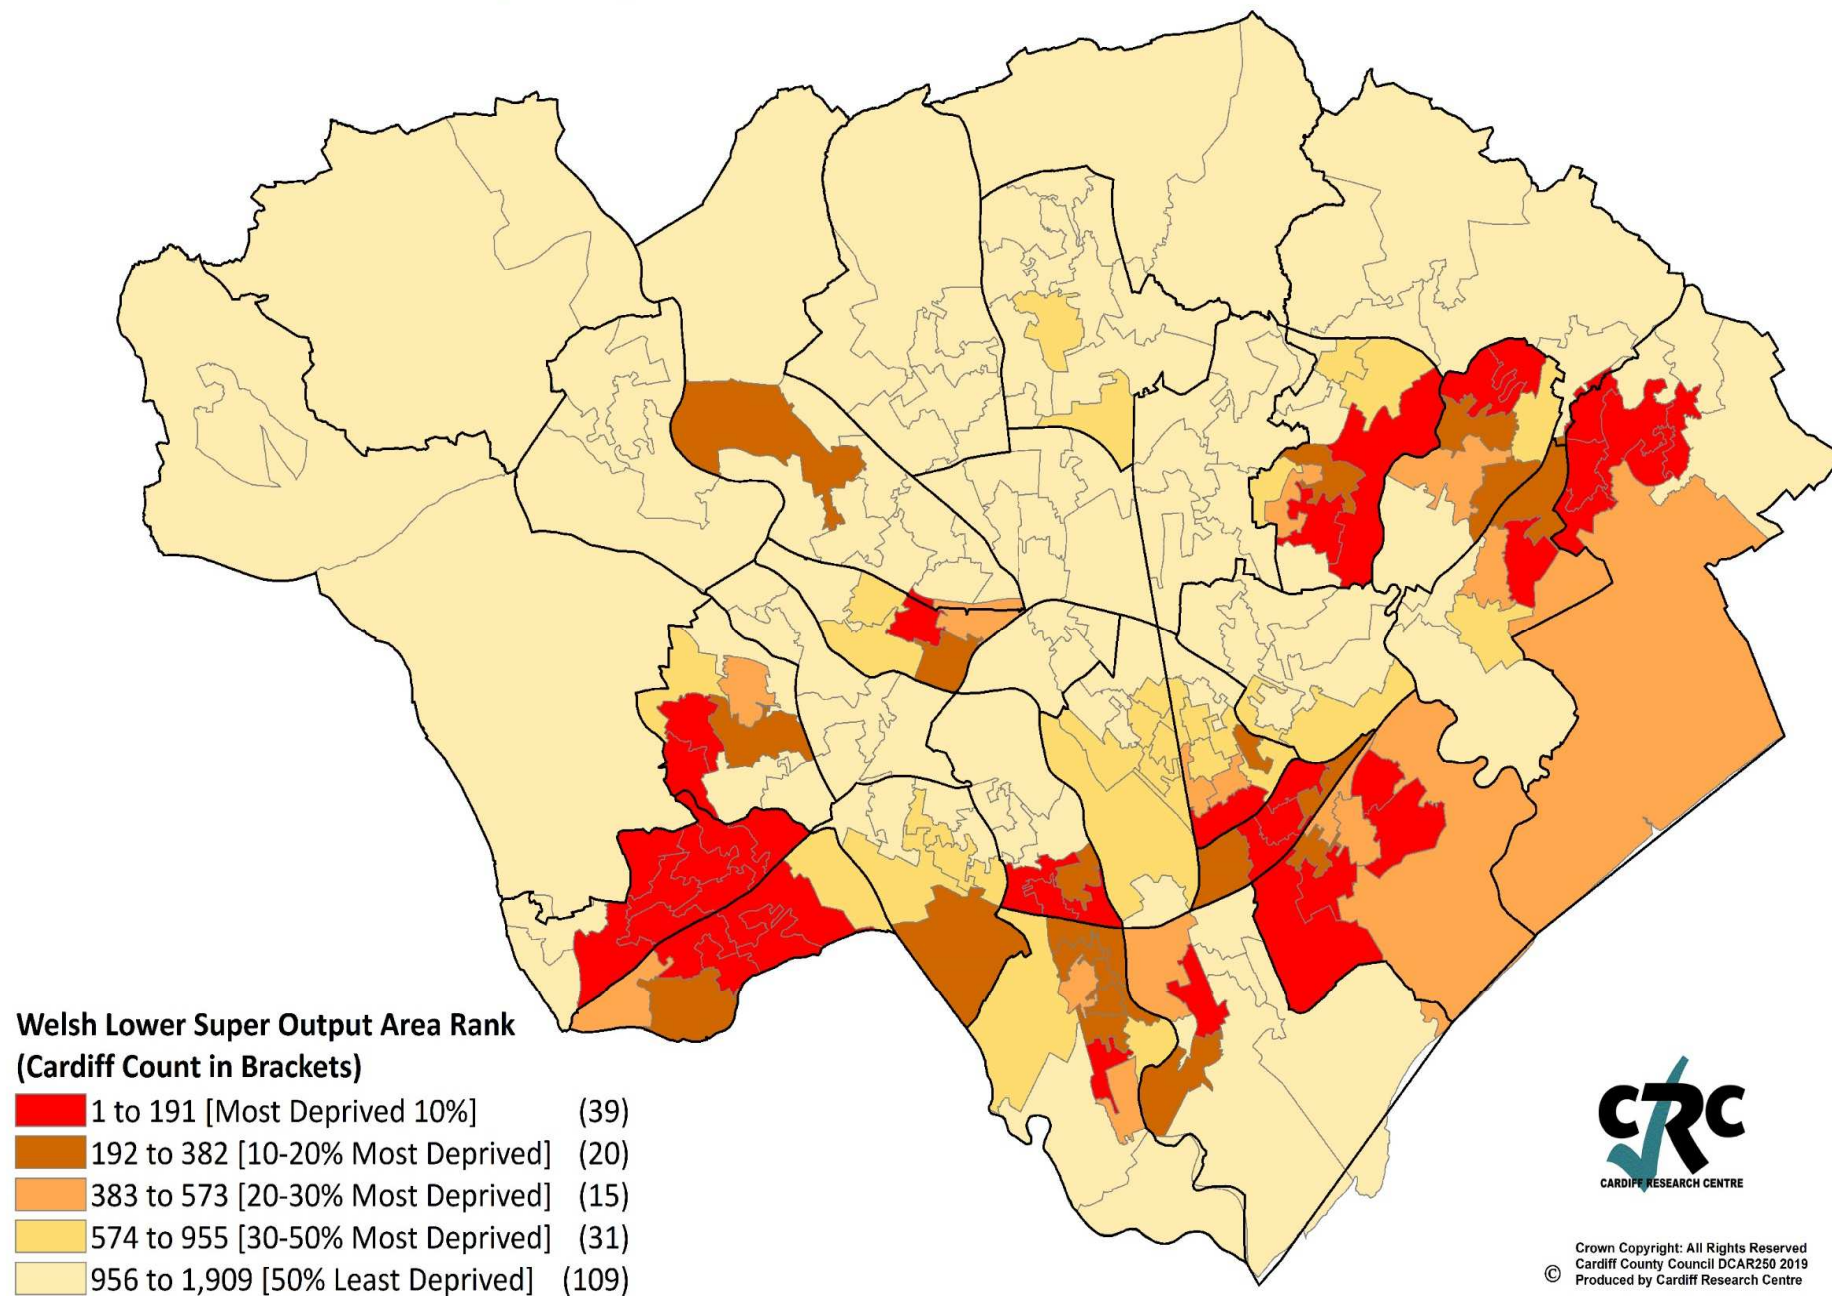 Welsh Lower Super Output Area Rank
(Cardiff Count in Brackets)
1 to 191 [Most Deprived 10%] (39)
192 to 382 [10-20% Most Deprived] (20)
383 to 573 [20-30% Most Deprived] (15)
574 to 955 [30-50% Most Deprived] (31)
956 to 1,909 [50% Least Deprived] (109)
CRC
CARDIFF RESEARCH CENTRE
Crown Copyright: All Rights Reserved
Cardiff County Council DCAR250 2019
© Produced by Cardiff Research Centre